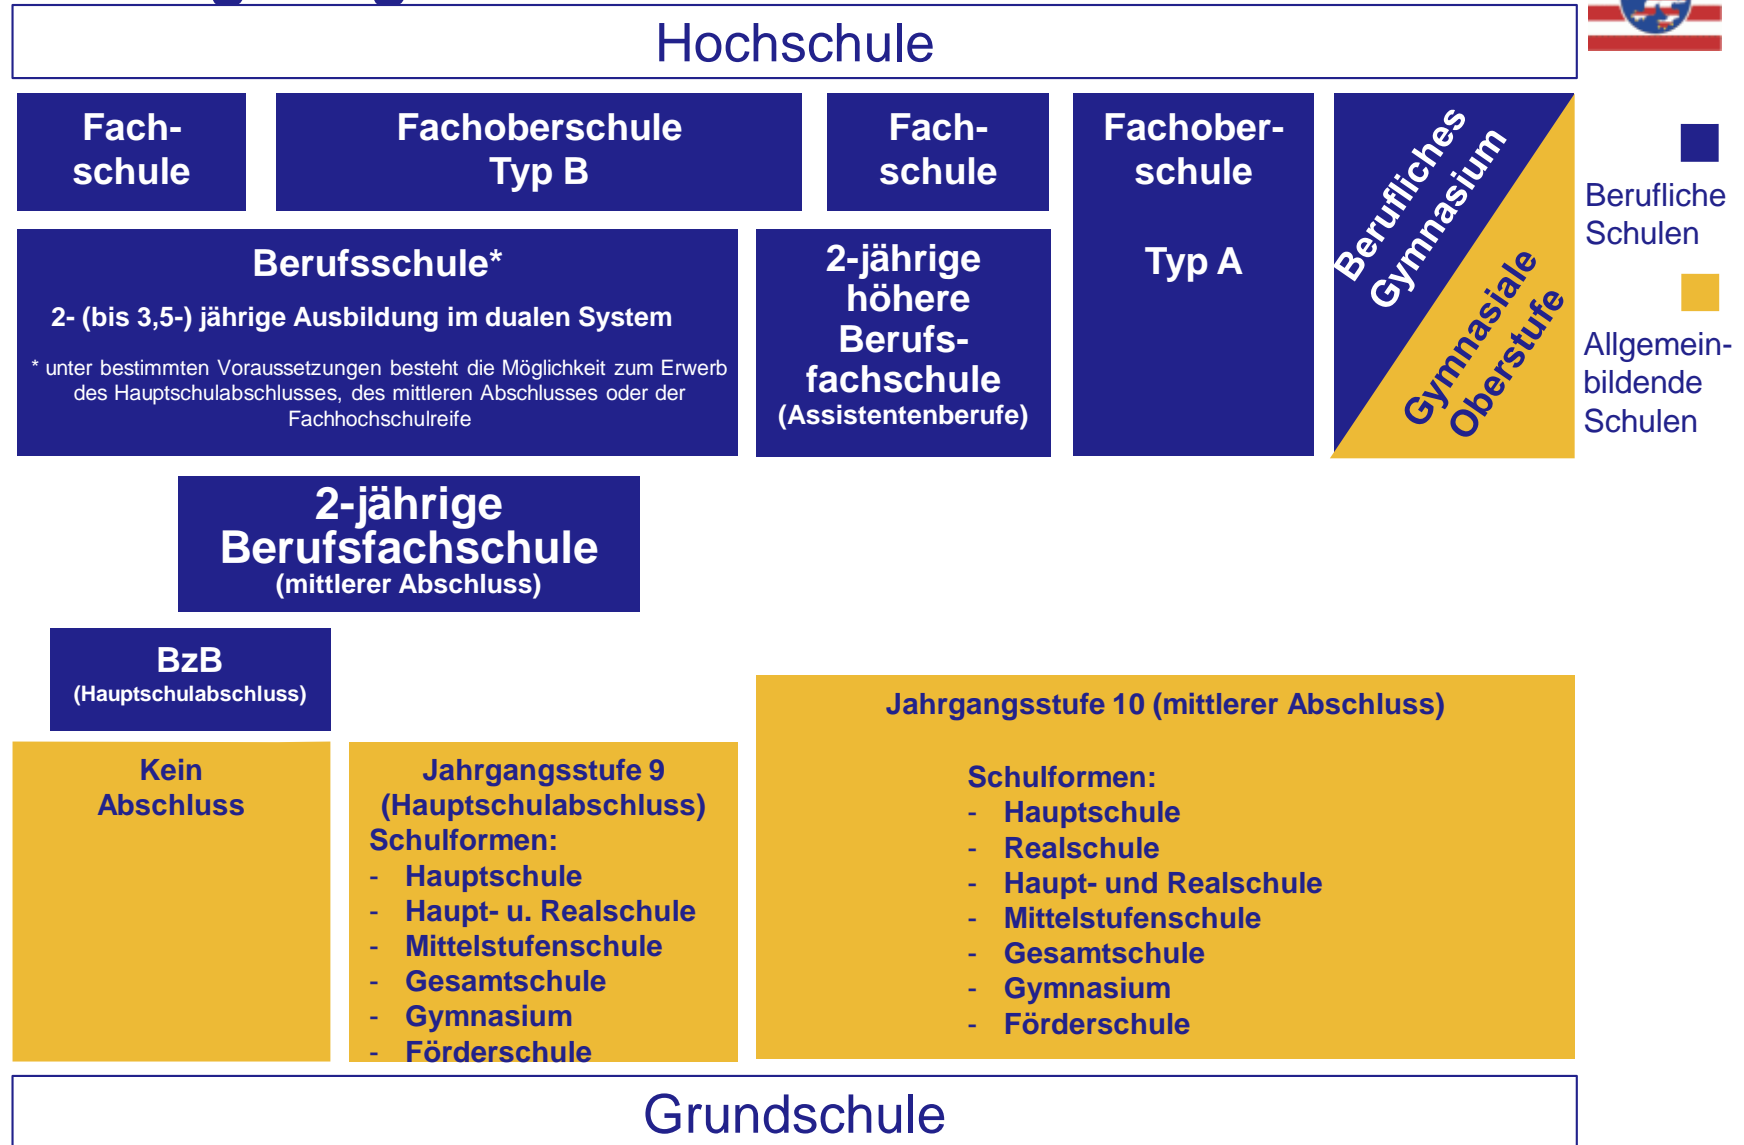 Hochschule
Fach-
schule
Fachoberschule
Typ B
Fach-
schule
Fachober-
schule
Typ A
Berufliches
Gymnasium
Gymnasiale
Oberstufe
Berufliche
Schulen
Allgemein-
bildende
Schulen
Berufsschule*
2- (bis 3,5-) jährige Ausbildung im dualen System
* unter bestimmten Voraussetzungen besteht die Möglichkeit zum Erwerb
des Hauptschulabschlusses, des mittleren Abschlusses oder der
Fachhochschulreife
2-jährige
höhere
Berufs-
fachschule
(Assistentenberufe)
2-jährige
Berufsfachschule
(mittlerer Abschluss)
BzB
(Hauptschulabschluss)
Kein
Abschluss
Jahrgangsstufe 9
(Hauptschulabschluss)
Schulformen:
- Hauptschule
- Haupt- u. Realschule
- Mittelstufenschule
- Gesamtschule
- Gymnasium
- Förderschule
Jahrgangsstufe 10 (mittlerer Abschluss)
Schulformen:
- Hauptschule
- Realschule
- Haupt- und Realschule
- Mittelstufenschule
- Gesamtschule
- Gymnasium
- Förderschule
Grundschule